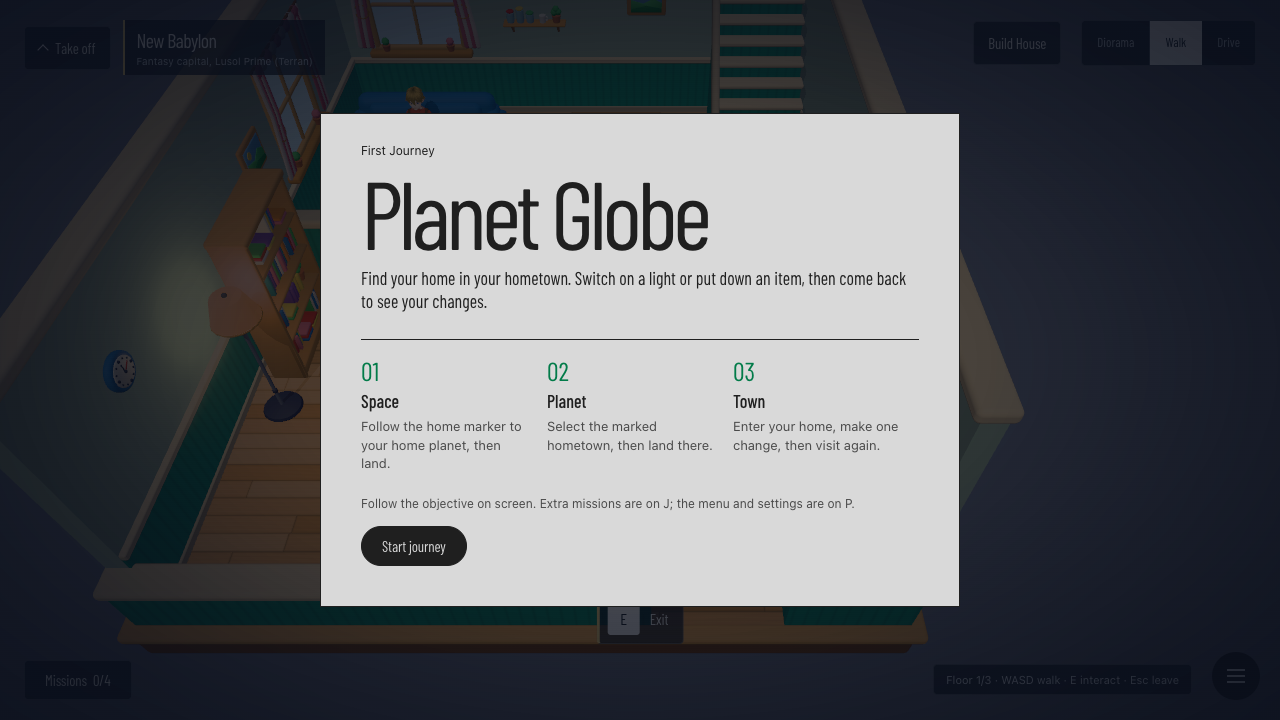 Take off
New Babylon
Fantasy capital, Lusol Prime (Terran)
Build House
Diorama
Walk
Drive
First Journey
Planet Globe
Find your home in your hometown. Switch on a light or put down an item, then come back
to see your changes.
01
Space
Follow the home marker to
your home planet, then
land.
02
Planet
Select the marked
hometown, then land there.
03
Town
Enter your home, make one
change, then visit again.
Follow the objective on screen. Extra missions are on J; the menu and settings are on P.
Start journey
E Exit
Missions 0/4
Floor 1/3 · WASD walk · E interact · Esc leave